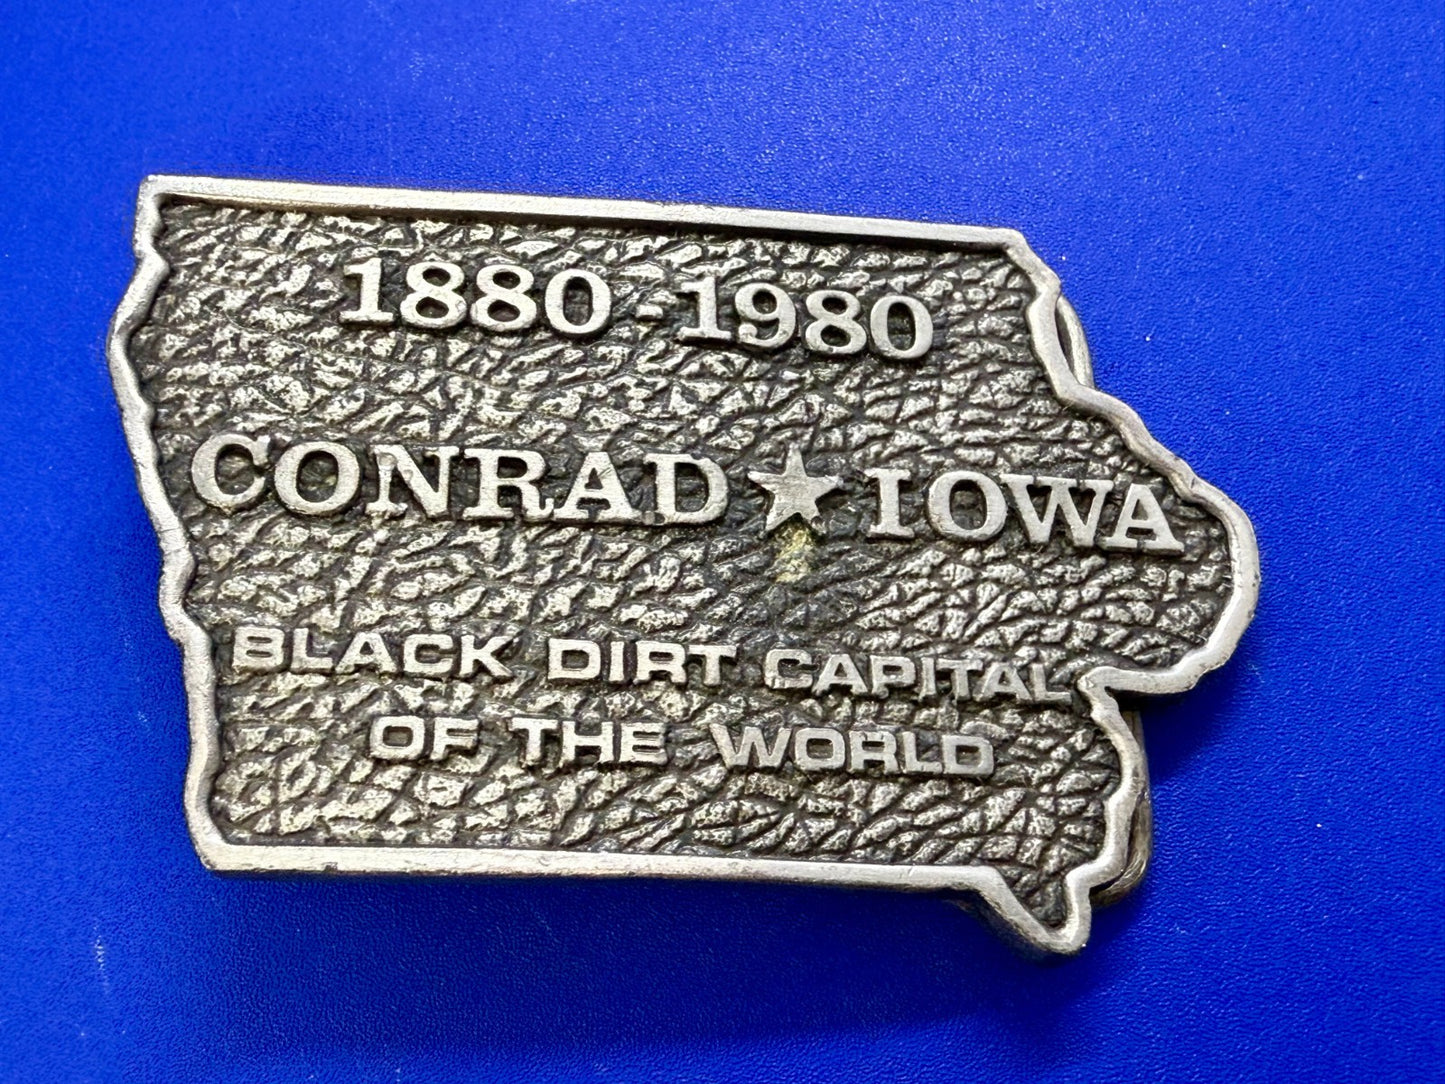 1880-1980
CONRAD★IOWA
BLACK DIRT CAPITAL
OF THE WORLD